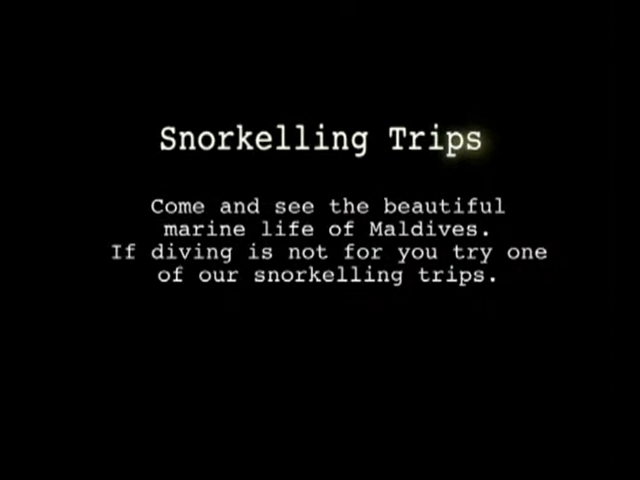 Snorkelling Trips
Come and see the beautiful
marine life of Maldives.
If diving is not for you try one
of our snorkelling trips.